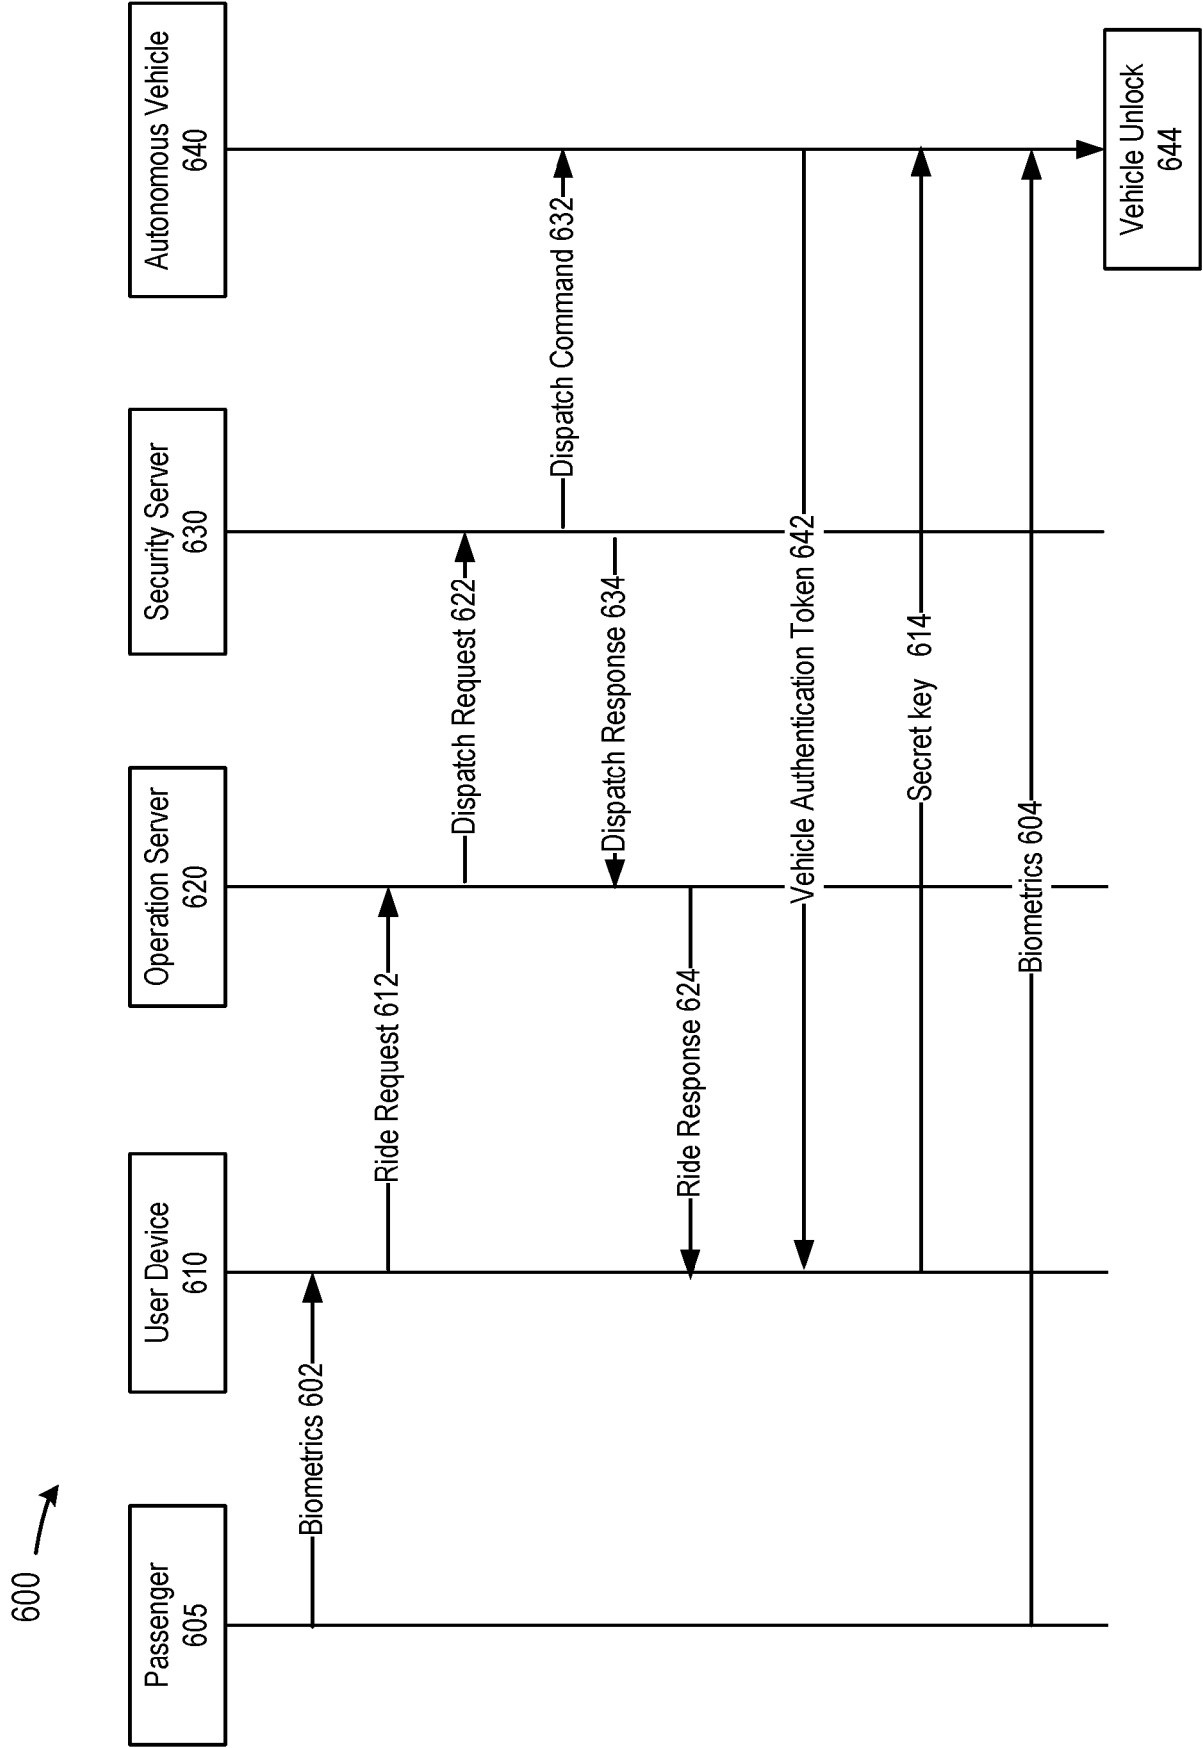 600
Passenger
605
User Device
610
Operation Server
620
Security Server
630
Autonomous Vehicle
640
Biometrics 602
Ride Request 612
Dispatch Request 622
Dispatch Command 632
Dispatch Response 634
Ride Response 624
Vehicle Authentication Token 642
Secret key 614
Biometrics 604
Vehicle Unlock
644